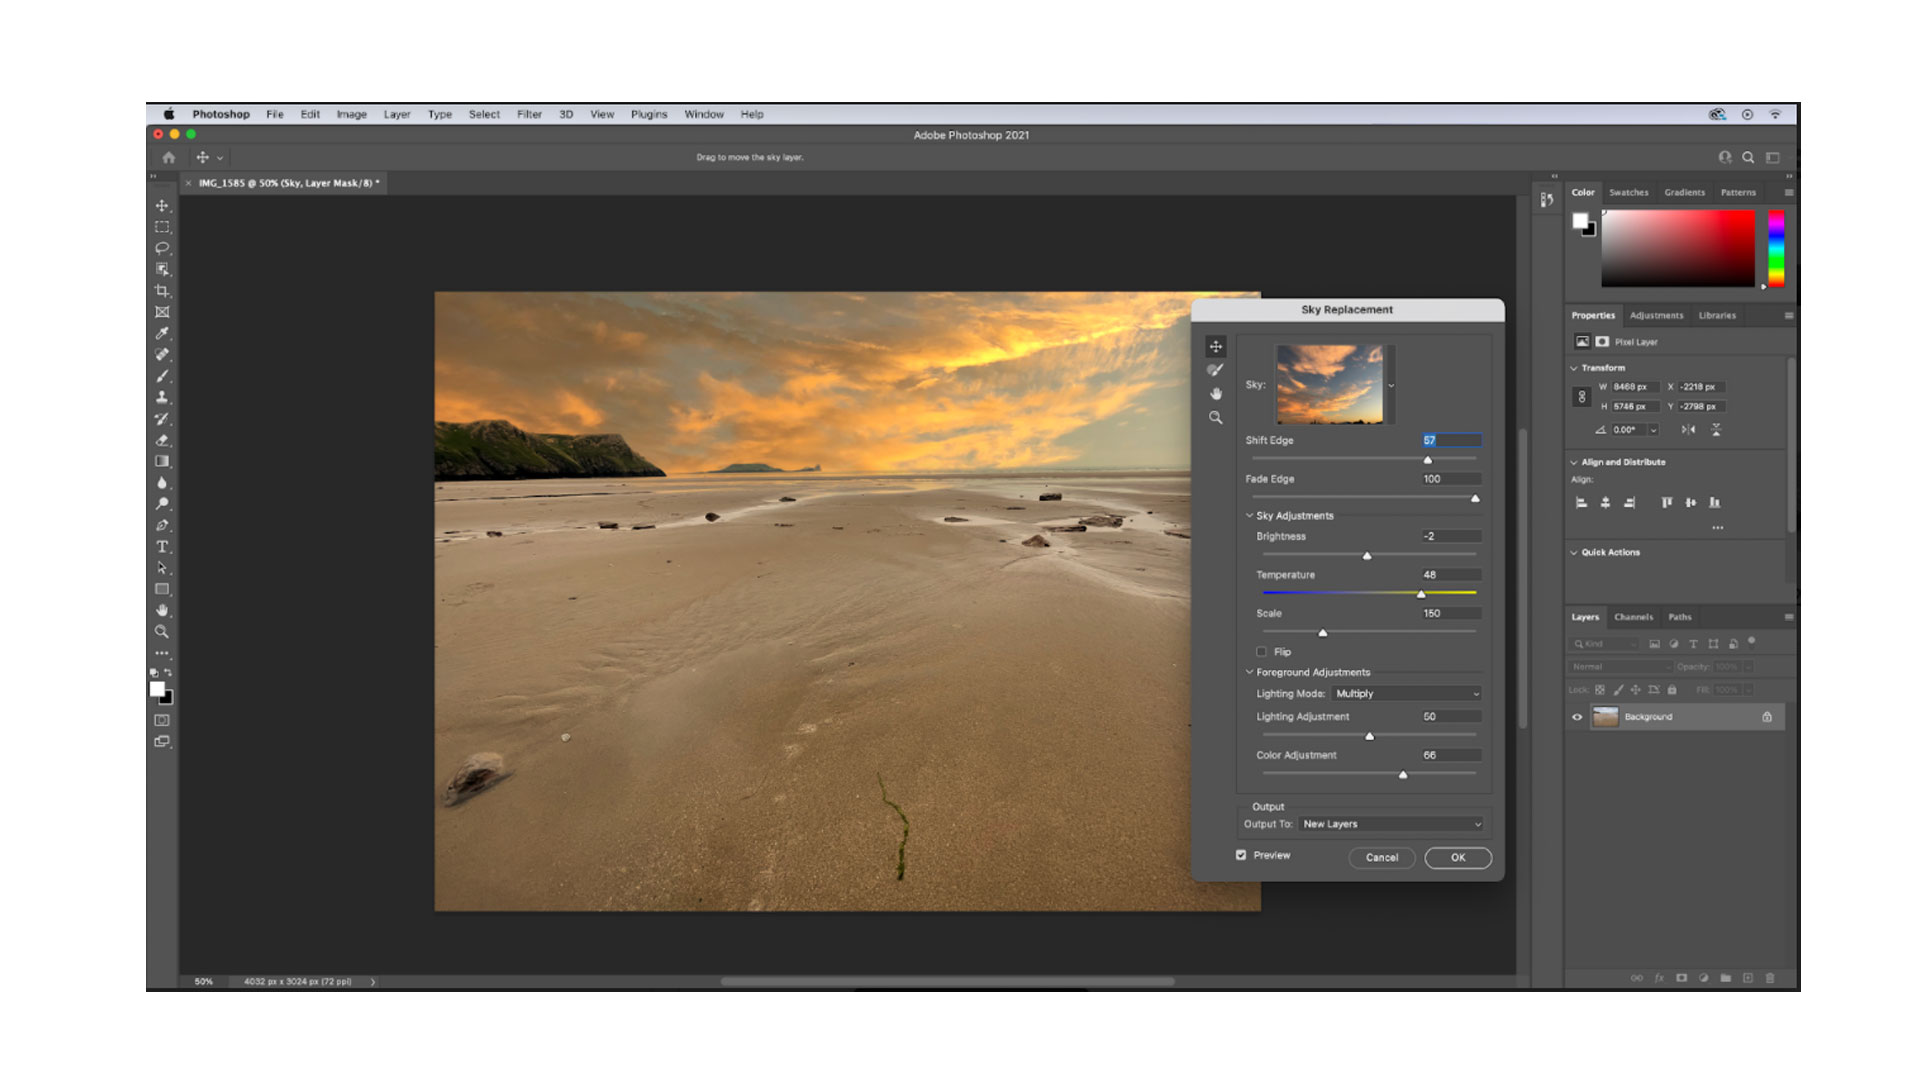 Photoshop File Edit Image Layer Type Select Filter 3D View Plugins Window Help
Adobe Photoshop 2021
Drag to move the sky layer.
× IMG_1585 @ 50% (Sky, Layer Mask/8) *
Sky Replacement
Sky:
Shift Edge 57
Fade Edge 100
Sky Adjustments
Brightness -2
Temperature 48
Scale 150
Flip
Foreground Adjustments
Lighting Mode: Multiply
Lighting Adjustment 50
Color Adjustment 66
Output
Output To: New Layers
Preview Cancel OK
Color Swatches Gradients Patterns
Properties Adjustments Libraries
Pixel Layer
Transform
W 8468 px X -2218 px
H 5746 px Y -2798 px
0.00°
Align and Distribute
Align:
Quick Actions
Layers Channels Paths
Kind
Normal Opacity: 100%
Lock: Fill: 100%
Background
50% 4032 px x 3024 px (72 ppi)